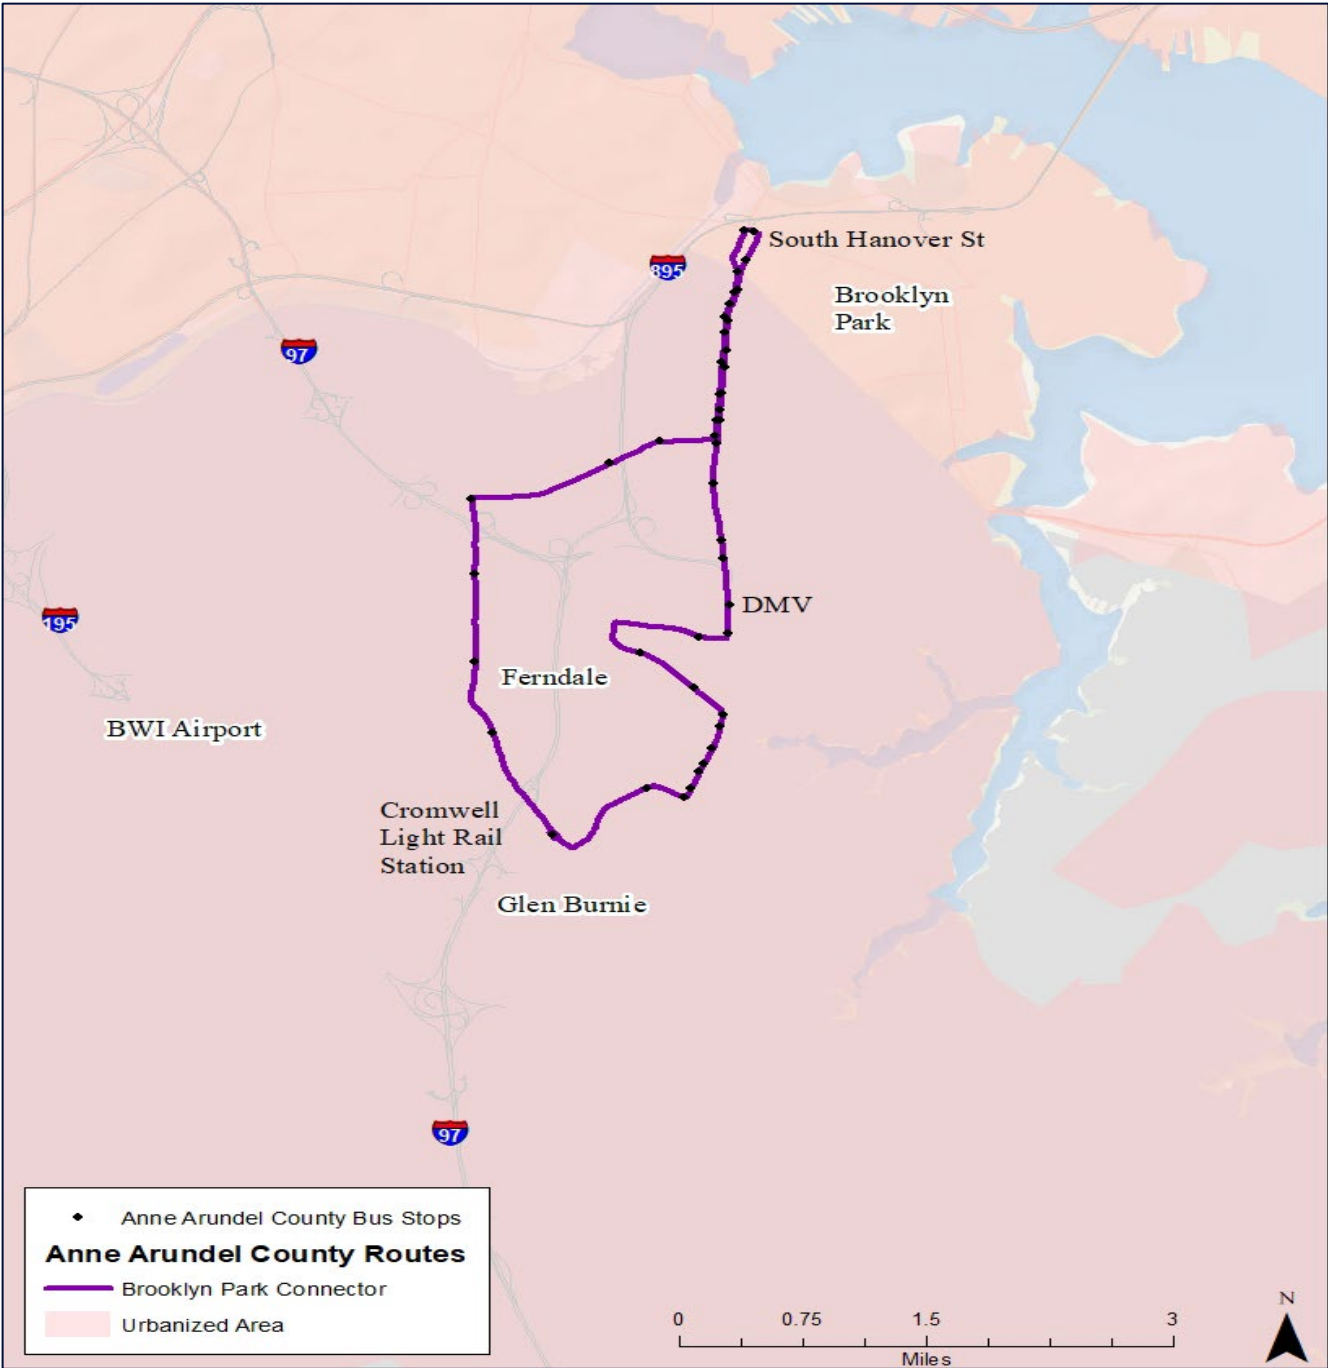 South Hanover St
895
Brooklyn
Park
97
DMV
195
Ferndale
BWI Airport
Cromwell
Light Rail
Station
Glen Burnie
97
Anne Arundel County Bus Stops
Anne Arundel County Routes
Brooklyn Park Connector
Urbanized Area
0 0.75 1.5 3
Miles
N